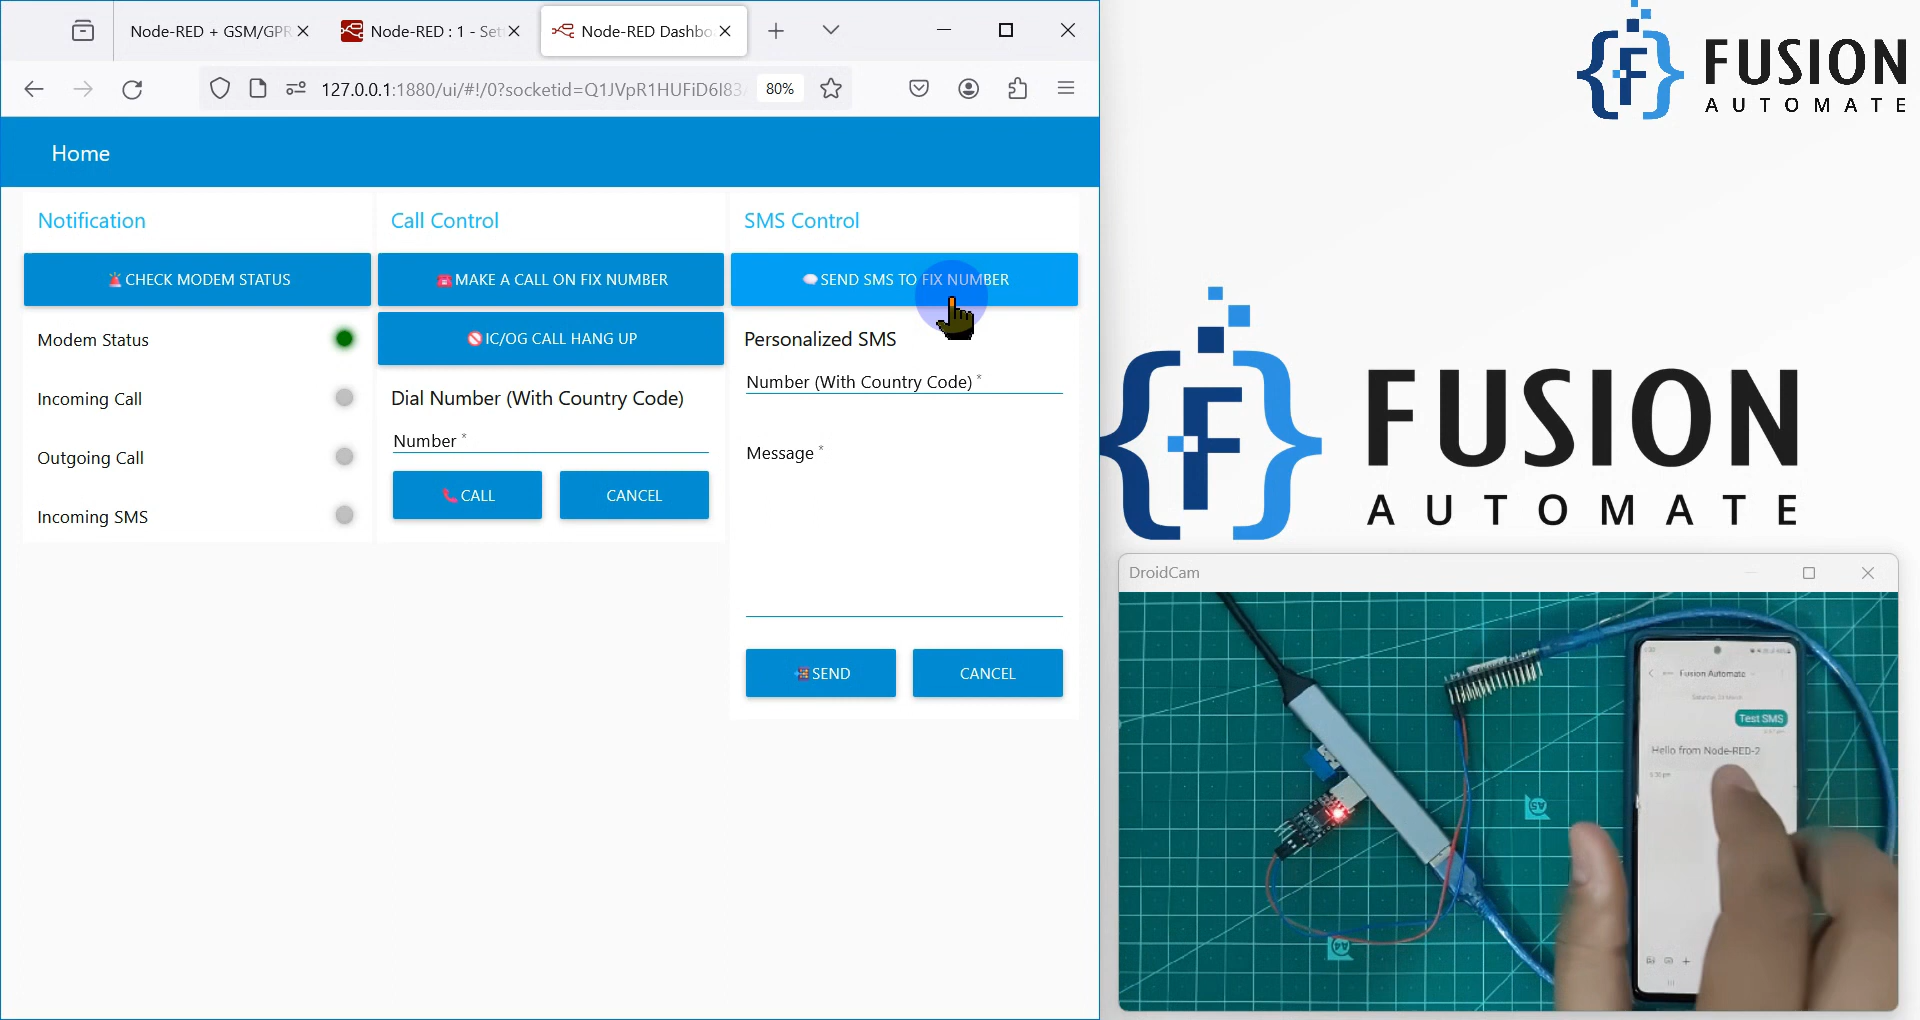 Node-RED + GSM/GPR
Node-RED : 1 - Set
Node-RED Dashbo
127.0.0.1:1880/ui/#!/0?socketid=Q1JVpR1HUFiD6I83
80%
Home
Notification
CHECK MODEM STATUS
Modem Status
Incoming Call
Outgoing Call
Incoming SMS
Call Control
MAKE A CALL ON FIX NUMBER
IC/OG CALL HANG UP
Dial Number (With Country Code)
Number *
CALL
CANCEL
SMS Control
SEND SMS TO FIX NUMBER
Personalized SMS
Number (With Country Code) *
Message *
SEND
CANCEL
FUSION
AUTOMATE
F
FUSION
AUTOMATE
F
DroidCam
Fusion Automate
Test SMS
Hello from Node-RED-2
A5
A4